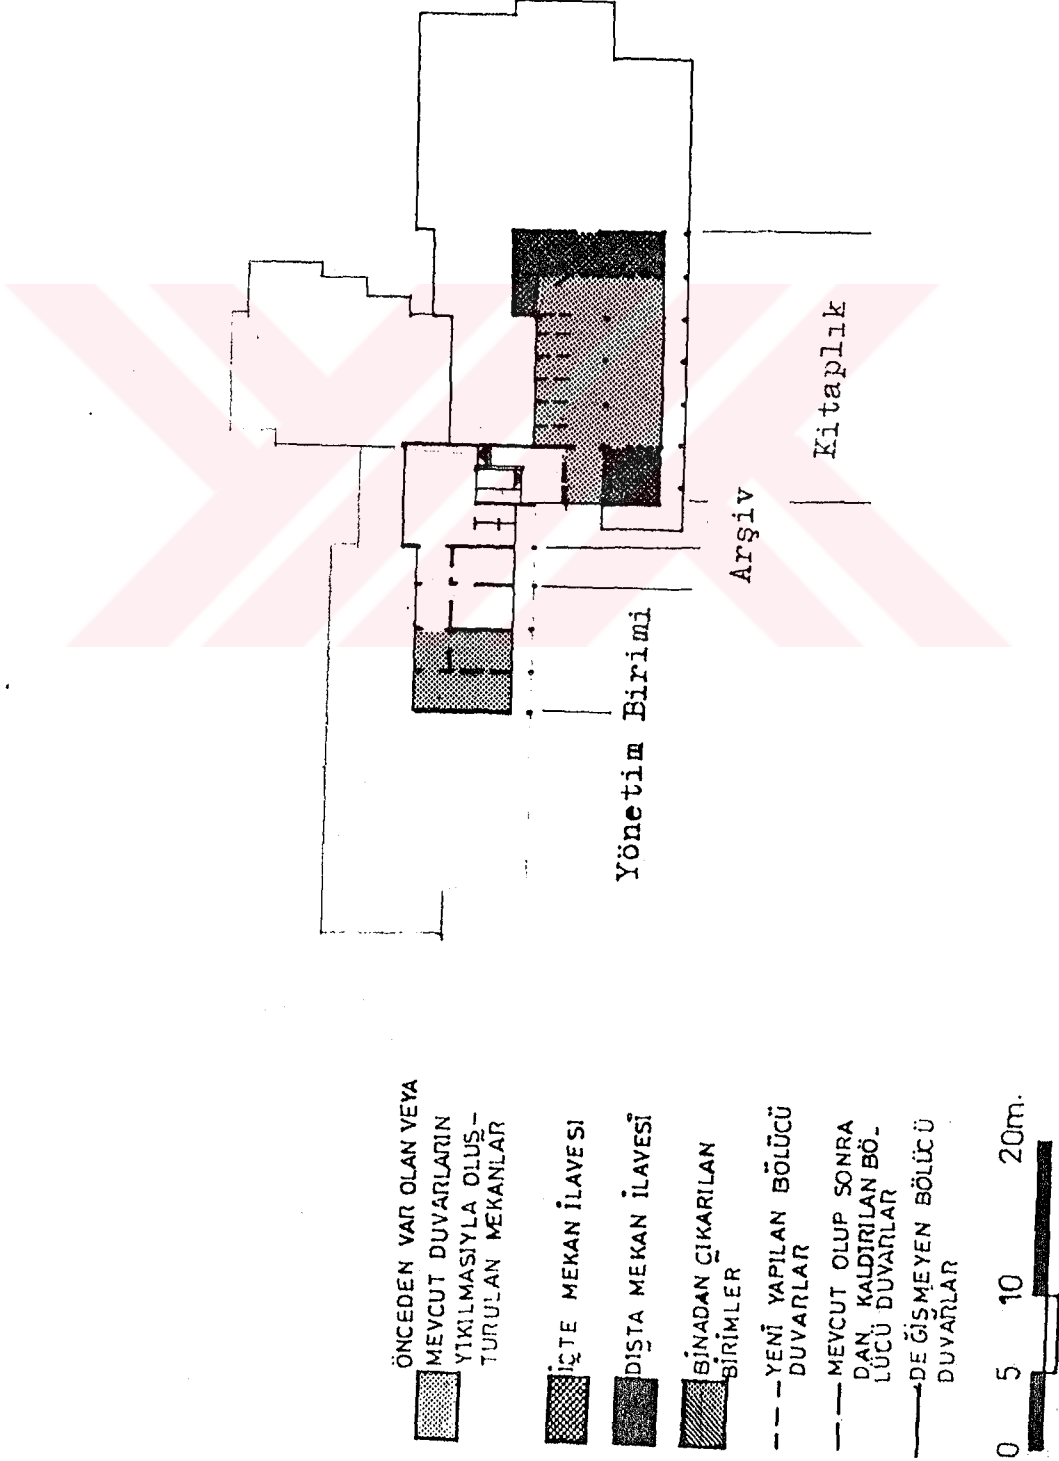 Yönetim Birimi
Arşiv
Kitaplık
ÖNCEDEN VAR OLAN VEYA
MEVCUT DUVARLARIN
YIKILMASIYLA OLUŞ-
TURULAN MEKANLAR
İÇTE MEKAN İLAVESİ
DIŞTA MEKAN İLAVESİ
BİNADAN ÇIKARILAN
BİRİMLER
YENİ YAPILAN BÖLÜCÜ
DUVARLAR
MEVCUT OLUP SONRA
DAN KALDIRILAN BÖ-
LÜCÜ DUVARLAR
DEĞİŞMEYEN BÖLÜCÜ
DUVARLAR
0 5 10 20m.